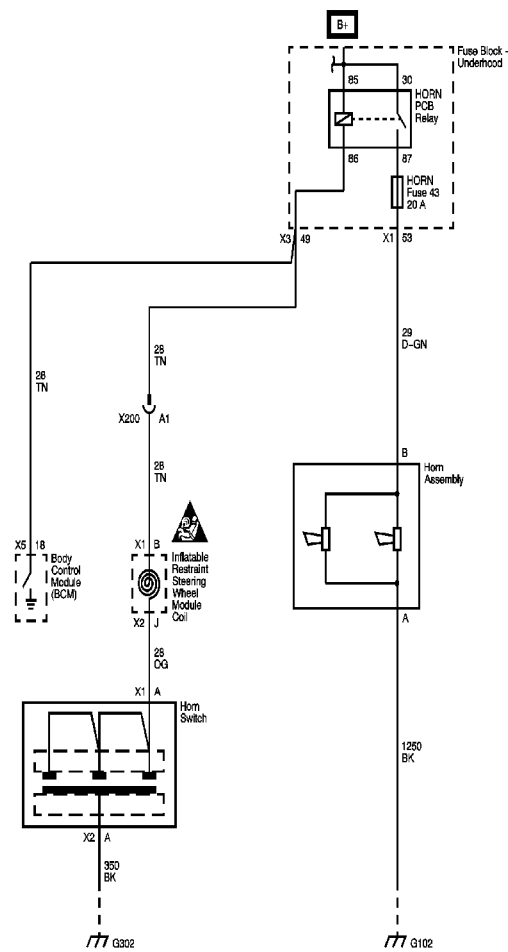 B+
Fuse Block -
Underhood
85
30
HORN
PCB
Relay
86
87
HORN
Fuse 43
20 A
X3 49
X1 53
29
D-GN
28
TN
28
TN
X200
A1
28
TN
B
Horn
Assembly
X5 18
Body
Control
Module
(BCM)
X1 B
Inflatable
Restraint
Steering
Wheel
Module
Coil
X2 J
A
28
OG
X1 A
Horn
Switch
1250
BK
X2 A
350
BK
G302
G102